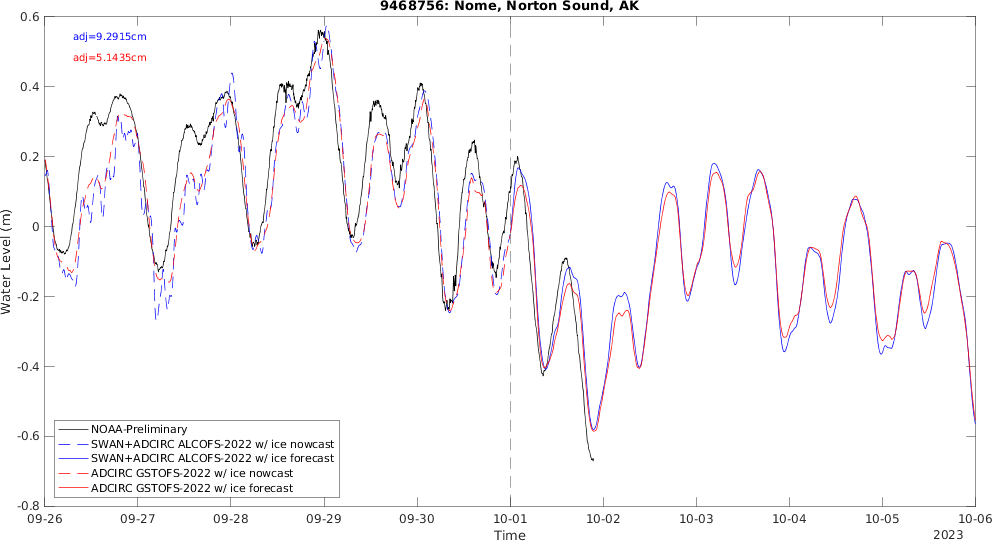 9468756: Nome, Norton Sound, AK
adj=9.2915cm
adj=5.1435cm
Water Level (m)
0.6
0.4
0.2
0
-0.2
-0.4
-0.6
-0.8
NOAA-Preliminary
SWAN+ADCIRC ALCOFS-2022 w/ ice nowcast
SWAN+ADCIRC ALCOFS-2022 w/ ice forecast
ADCIRC GSTOFS-2022 w/ ice nowcast
ADCIRC GSTOFS-2022 w/ ice forecast
09-26 09-27 09-28 09-29 09-30 10-01 10-02 10-03 10-04 10-05 10-06
Time
2023